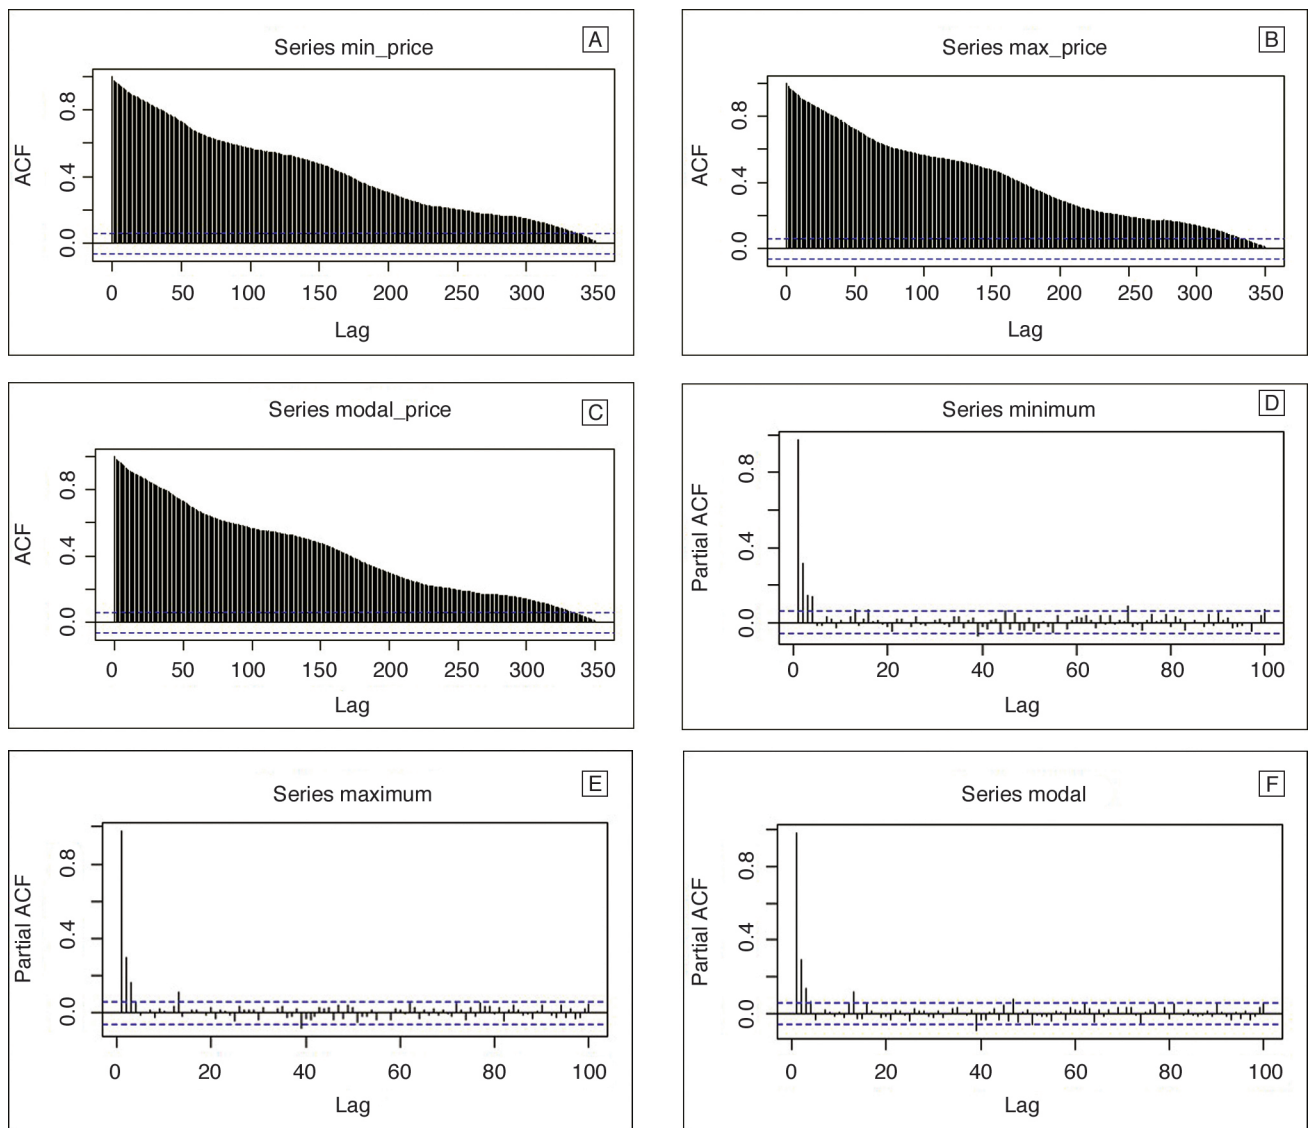 Series min_price
A
ACF
0.0 0.4 0.8
0 50 100 150 200 250 300 350
Lag
Series max_price
B
ACF
0.0 0.4 0.8
0 50 100 150 200 250 300 350
Lag
Series modal_price
C
ACF
0.0 0.4 0.8
0 50 100 150 200 250 300 350
Lag
Series minimum
D
Partial ACF
0.0 0.4 0.8
0 20 40 60 80 100
Lag
Series maximum
E
Partial ACF
0.0 0.4 0.8
0 20 40 60 80 100
Lag
Series modal
F
Partial ACF
0.0 0.4 0.8
0 20 40 60 80 100
Lag